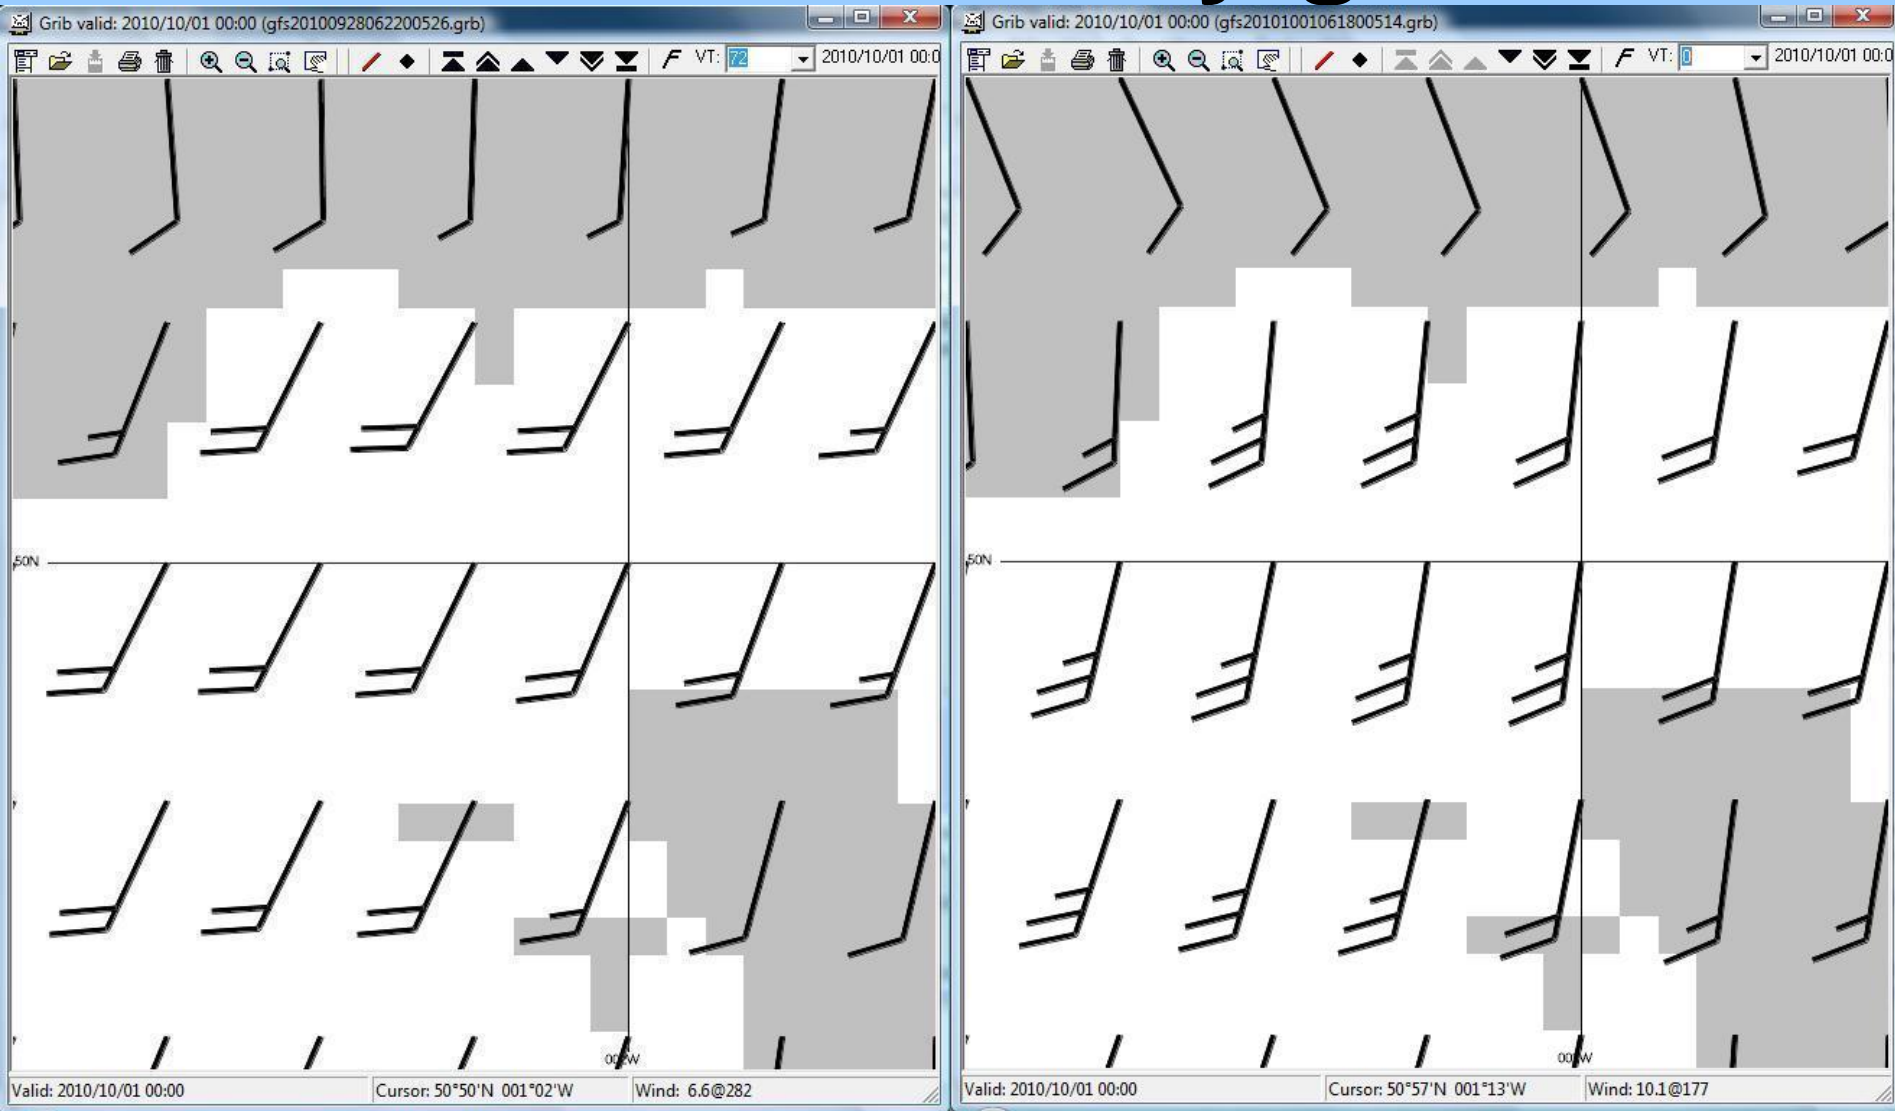 Grib valid: 2010/10/01 00:00 (gfs20100928062200526.grb)
F VT: 72 2010/10/01 00:0
50N
Valid: 2010/10/01 00:00 Cursor: 50°50'N 001°02'W Wind: 6.6@282
Grib valid: 2010/10/01 00:00 (gfs20101001061800514.grb)
F VT: 0 2010/10/01 00:0
50N
Valid: 2010/10/01 00:00 Cursor: 50°57'N 001°13'W Wind: 10.1@177